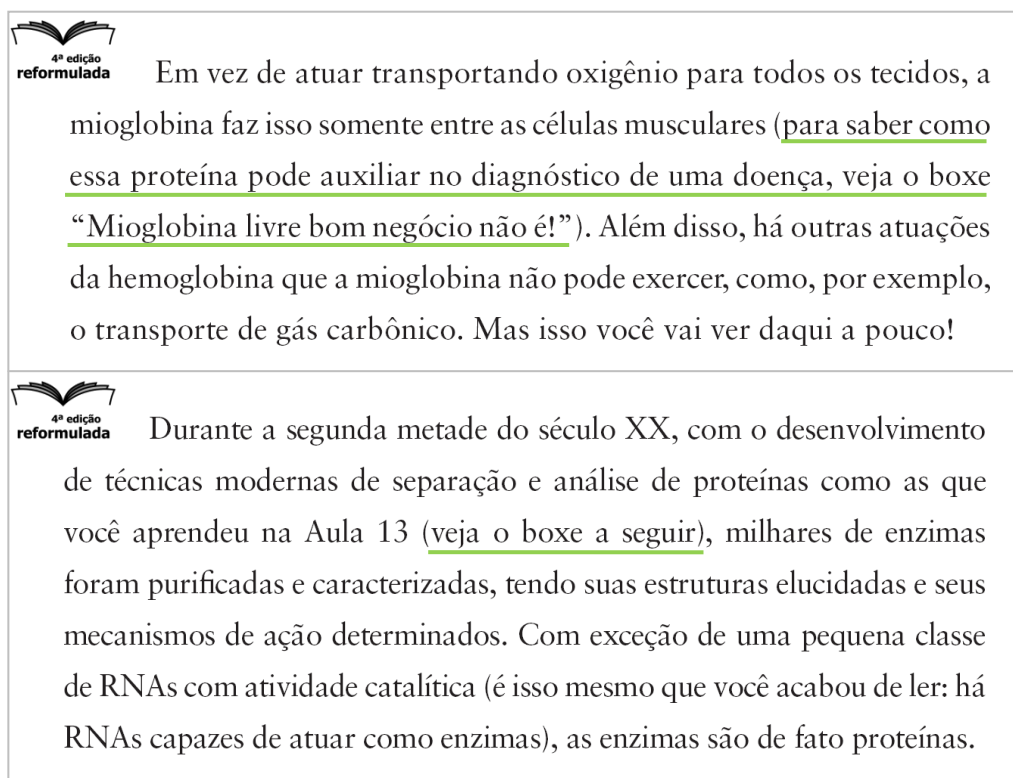 4ª edição
reformulada
Em vez de atuar transportando oxigênio para todos os tecidos, a
mioglobina faz isso somente entre as células musculares (para saber como
essa proteína pode auxiliar no diagnóstico de uma doença, veja o boxe
“Mioglobina livre bom negócio não é!”). Além disso, há outras atuações
da hemoglobina que a mioglobina não pode exercer, como, por exemplo,
o transporte de gás carbônico. Mas isso você vai ver daqui a pouco!
4ª edição
reformulada
Durante a segunda metade do século XX, com o desenvolvimento
de técnicas modernas de separação e análise de proteínas como as que
você aprendeu na Aula 13 (veja o boxe a seguir), milhares de enzimas
foram purificadas e caracterizadas, tendo suas estruturas elucidadas e seus
mecanismos de ação determinados. Com exceção de uma pequena classe
de RNAs com atividade catalítica (é isso mesmo que você acabou de ler: há
RNAs capazes de atuar como enzimas), as enzimas são de fato proteínas.